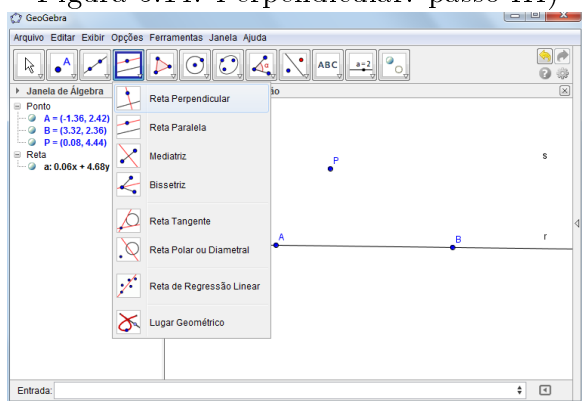 Figura 6.11: Perpendicular: passo III)
GeoGebra
Arquivo Editar Exibir Opções Ferramentas Janela Ajuda
A ABC a=2
Janela de Álgebra
ão
Ponto
A = (-1.36, 2.42)
B = (3.32, 2.36)
P = (0.08, 4.44)
Reta
a: 0.06x + 4.68y
Reta Perpendicular
Reta Paralela
Mediatriz
Bissetriz
Reta Tangente
Reta Polar ou Diametral
Reta de Regressão Linear
Lugar Geométrico
P
s
A
B
r
Entrada: